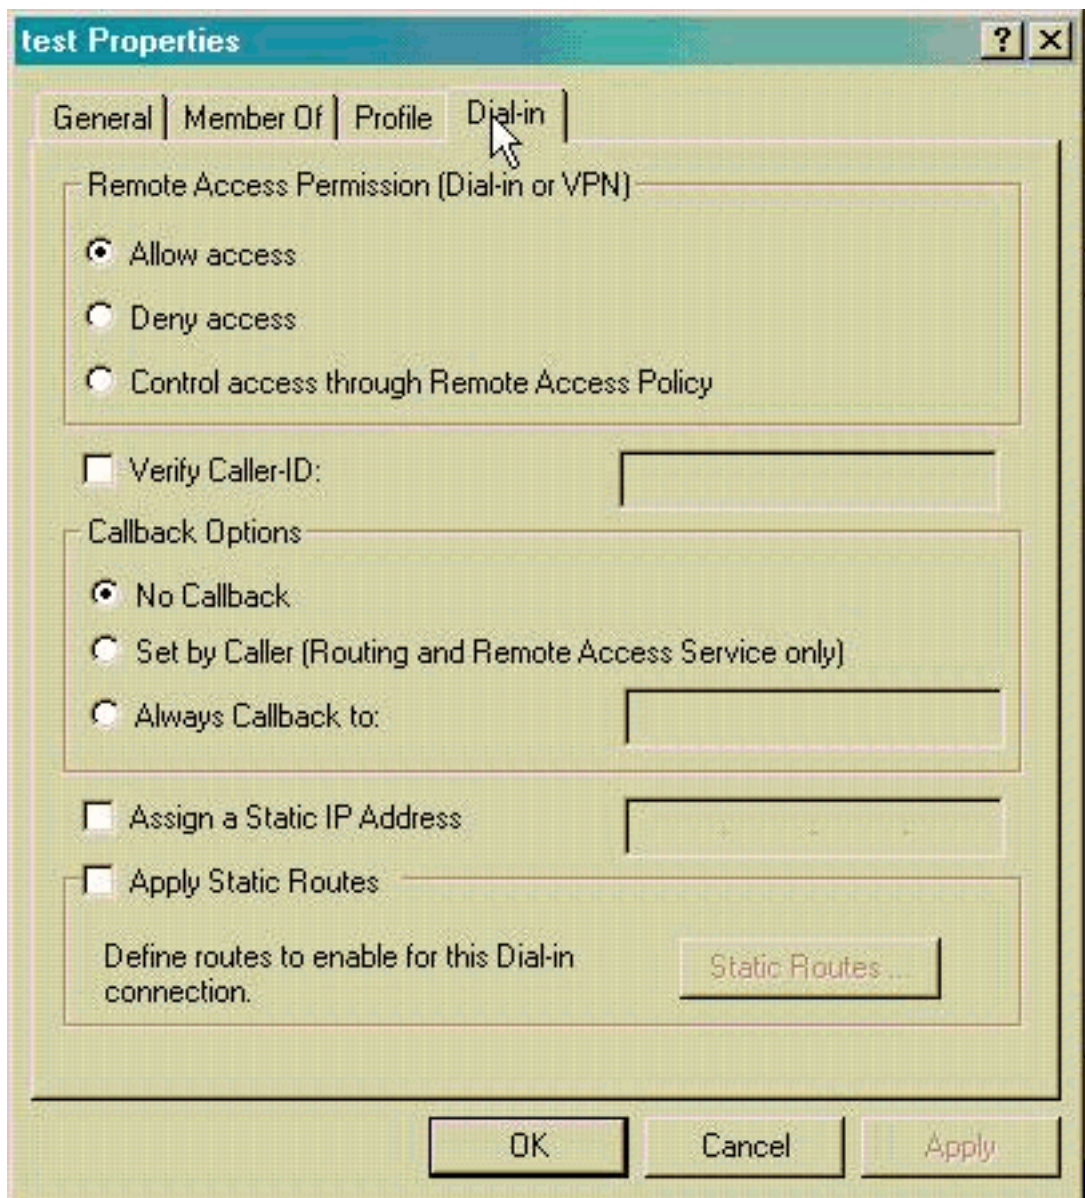 test Properties
? X
General Member Of Profile Dial-in
Remote Access Permission (Dial-in or VPN)
Allow access
Deny access
Control access through Remote Access Policy
Verify Caller-ID:
Callback Options
No Callback
Set by Caller (Routing and Remote Access Service only)
Always Callback to:
Assign a Static IP Address
Apply Static Routes
Define routes to enable for this Dial-in
connection.
Static Routes ...
OK Cancel Apply